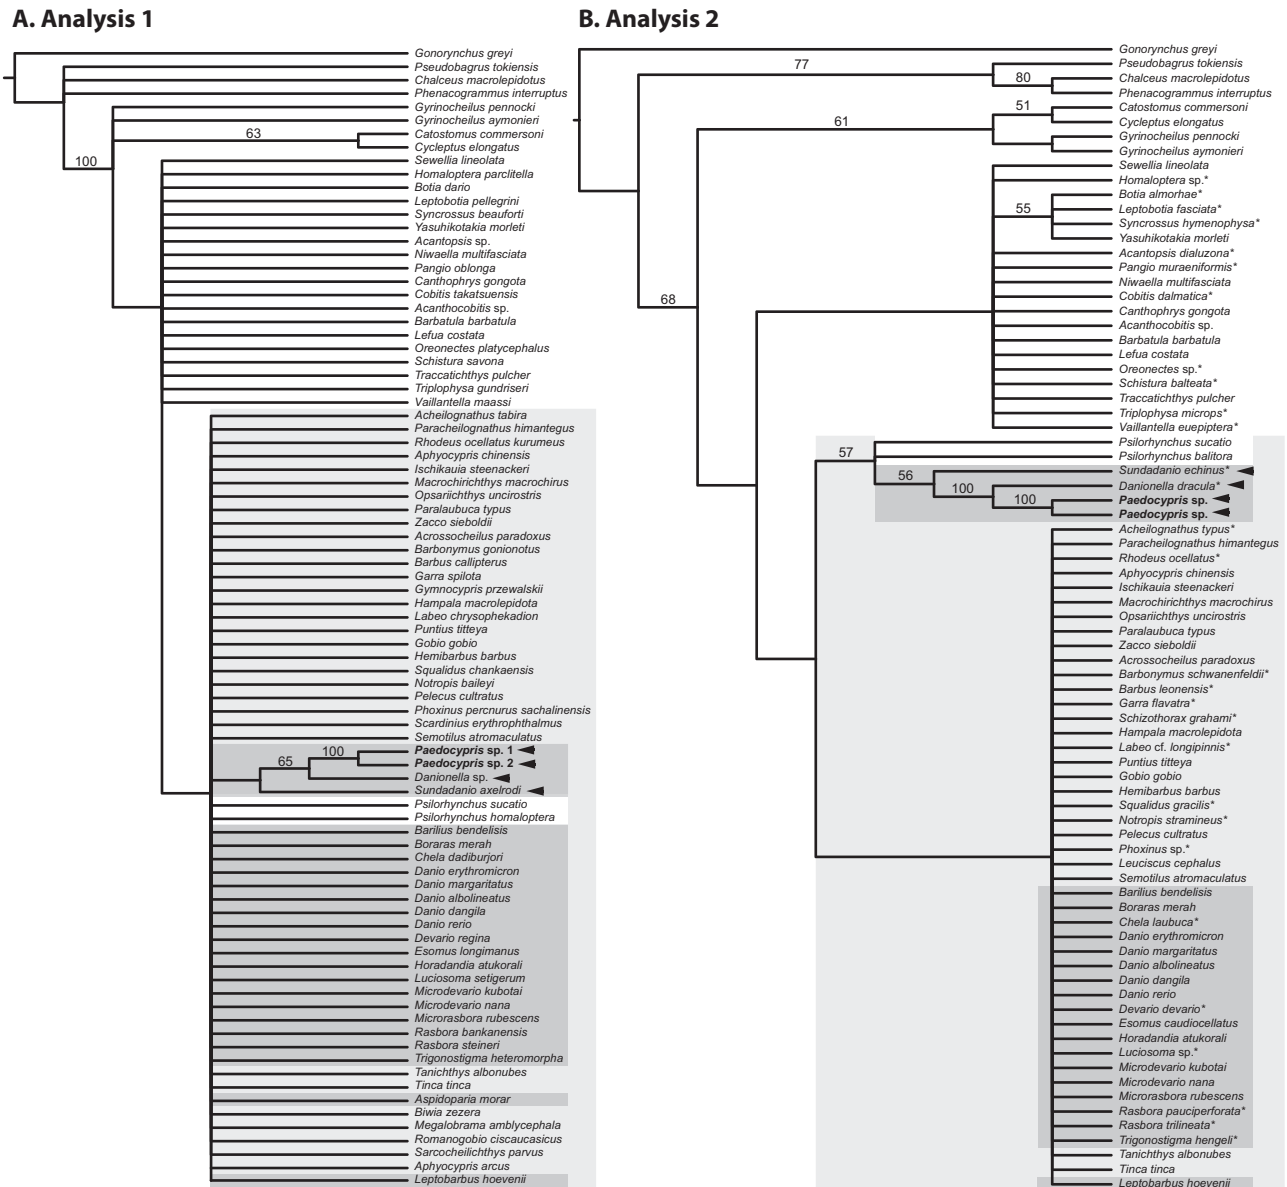 A. Analysis 1
Gonorynchus greyi
Pseudobagrus tokiensis
Chalceus macrolepidotus
Phenacogrammus interruptus
Gyrinocheilus pennocki
Gyrinocheilus aymonieri
63
Catostomus commersoni
Cycleptus elongatus
100
Sewellia lineolata
Homaloptera parclitella
Botia dario
Leptobotia pellegrini
Syncrossus beauforti
Yasuhikotakia morleti
Acantopsis sp.
Niwaella multifasciata
Pangio oblonga
Canthophrys gongota
Cobitis takatsuensis
Acanthocobitis sp.
Barbatula barbatula
Lefua costata
Oreonectes platycephalus
Schistura savona
Traccatichthys pulcher
Triplophysa gundriseri
Vaillantella maassi
Acheilognathus tabira
Paracheilognathus himantegus
Rhodeus ocellatus kurumeus
Aphyocypris chinensis
Ischikauia steenackeri
Macrochirichthys macrochirus
Opsariichthys uncirostris
Paralaubuca typus
Zacco sieboldii
Acrossocheilus paradoxus
Barbonymus gonionotus
Barbus callipterus
Garra spilota
Gymnocypris przewalskii
Hampala macrolepidota
Labeo chrysophekadion
Puntius titteya
Gobio gobio
Hemibarbus barbus
Squalidus chankaensis
Notropis baileyi
Pelecus cultratus
Phoxinus percnurus sachalinensis
Scardinius erythrophthalmus
Semotilus atromaculatus
100
Paedocypris sp. 1
65
Paedocypris sp. 2
Danionella sp.
Sundadanio axelrodi
Psilorhynchus sucatio
Psilorhynchus homaloptera
Barilius bendelisis
Boraras merah
Chela dadiburjori
Danio erythromicron
Danio margaritatus
Danio albolineatus
Danio dangila
Danio rerio
Devario regina
Esomus longimanus
Horadandia atukorali
Luciosoma setigerum
Microdevario kubotai
Microdevario nana
Microrasbora rubescens
Rasbora bankanensis
Rasbora steineri
Trigonostigma heteromorpha
Tanichthys albonubes
Tinca tinca
Aspidoparia morar
Biwia zezera
Megalobrama amblycephala
Romanogobio ciscaucasicus
Sarcocheilichthys parvus
Aphyocypris arcus
Leptobarbus hoevenii
B. Analysis 2
Gonorynchus greyi
77
Pseudobagrus tokiensis
80
Chalceus macrolepidotus
Phenacogrammus interruptus
51
Catostomus commersoni
61
Cycleptus elongatus
Gyrinocheilus pennocki
Gyrinocheilus aymonieri
Sewellia lineolata
Homaloptera sp.*
Botia almorhae*
55
Leptobotia fasciata*
Syncrossus hymenophysa*
Yasuhikotakia morleti
Acantopsis dialuzona*
Pangio muraeniformis*
Niwaella multifasciata
68
Cobitis dalmatica*
Canthophrys gongota
Acanthocobitis sp.
Barbatula barbatula
Lefua costata
Oreonectes sp.*
Schistura balteata*
Traccatichthys pulcher
Triplophysa microps*
Vaillantella euepiptera*
Psilorhynchus sucatio
57
Psilorhynchus balitora
56
Sundadanio echinus*
100
Danionella dracula*
100
Paedocypris sp.
Paedocypris sp.
Acheilognathus typus*
Paracheilognathus himantegus
Rhodeus ocellatus*
Aphyocypris chinensis
Ischikauia steenackeri
Macrochirichthys macrochirus
Opsariichthys uncirostris
Paralaubuca typus
Zacco sieboldii
Acrossocheilus paradoxus
Barbonymus schwanenfeldii*
Barbus leonensis*
Garra flavatra*
Schizothorax grahami*
Hampala macrolepidota
Labeo cf. longipinnis*
Puntius titteya
Gobio gobio
Hemibarbus barbus
Squalidus gracilis*
Notropis stramineus*
Pelecus cultratus
Phoxinus sp.*
Leuciscus cephalus
Semotilus atromaculatus
Barilius bendelisis
Boraras merah
Chela laubuca*
Danio erythromicron
Danio margaritatus
Danio albolineatus
Danio dangila
Danio rerio
Devario devario*
Esomus caudiocellatus
Horadandia atukorali
Luciosoma sp.*
Microdevario kubotai
Microdevario nana
Microrasbora rubescens
Rasbora pauciperforata*
Rasbora trilineata*
Trigonostigma hengeli*
Tanichthys albonubes
Tinca tinca
Leptobarbus hoevenii